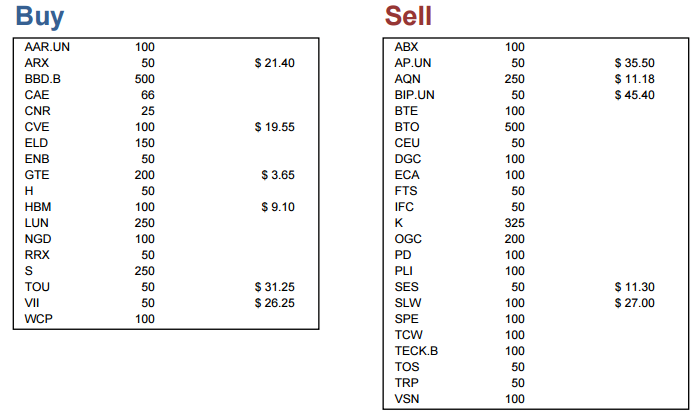 Buy
AAR.UN 100
ARX 50 $ 21.40
BBD.B 500
CAE 66
CNR 25
CVE 100 $ 19.55
ELD 150
ENB 50
GTE 200 $ 3.65
H 50
HBM 100 $ 9.10
LUN 250
NGD 100
RRX 50
S 250
TOU 50 $ 31.25
VII 50 $ 26.25
WCP 100
Sell
ABX 100
AP.UN 50 $ 35.50
AQN 250 $ 11.18
BIP.UN 50 $ 45.40
BTE 100
BTO 500
CEU 50
DGC 100
ECA 100
FTS 50
IFC 50
K 325
OGC 200
PD 100
PLI 100
SES 50 $ 11.30
SLW 100 $ 27.00
SPE 100
TCW 100
TECK.B 100
TOS 50
TRP 50
VSN 100